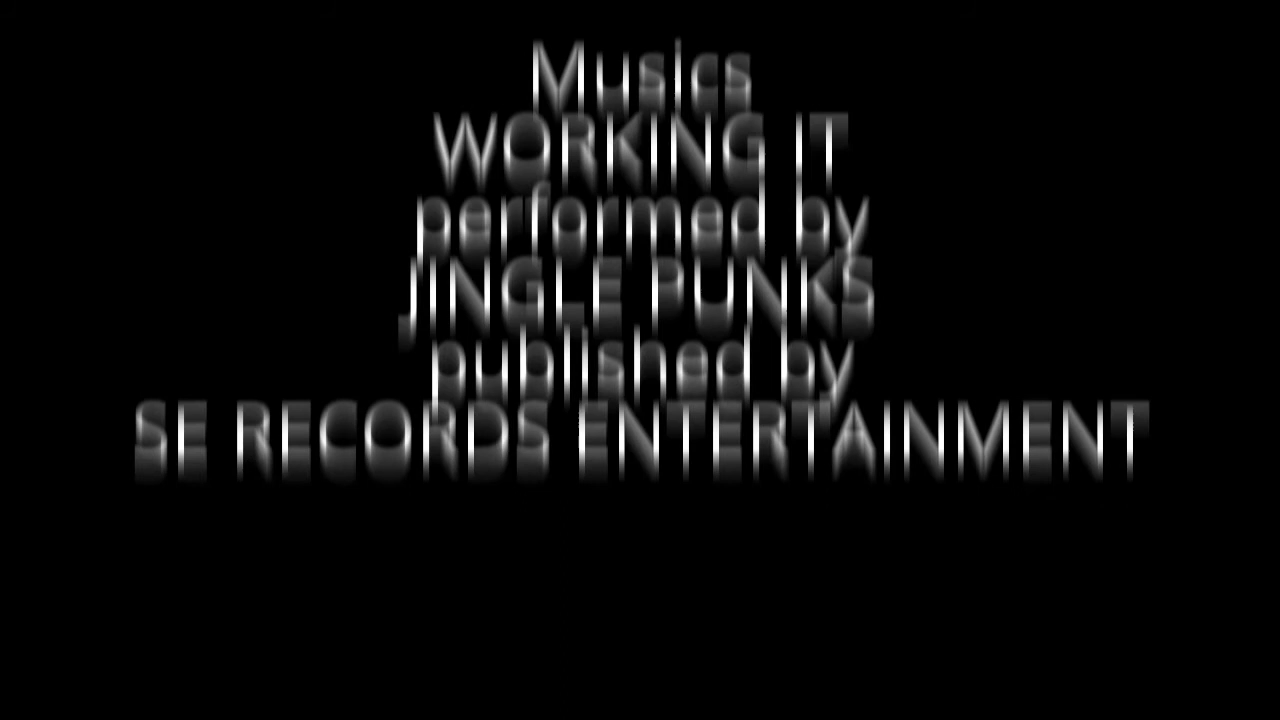 Musics
WORKING IT
performed by
JINGLE PUNKS
published by
SE RECORDS ENTERTAINMENT